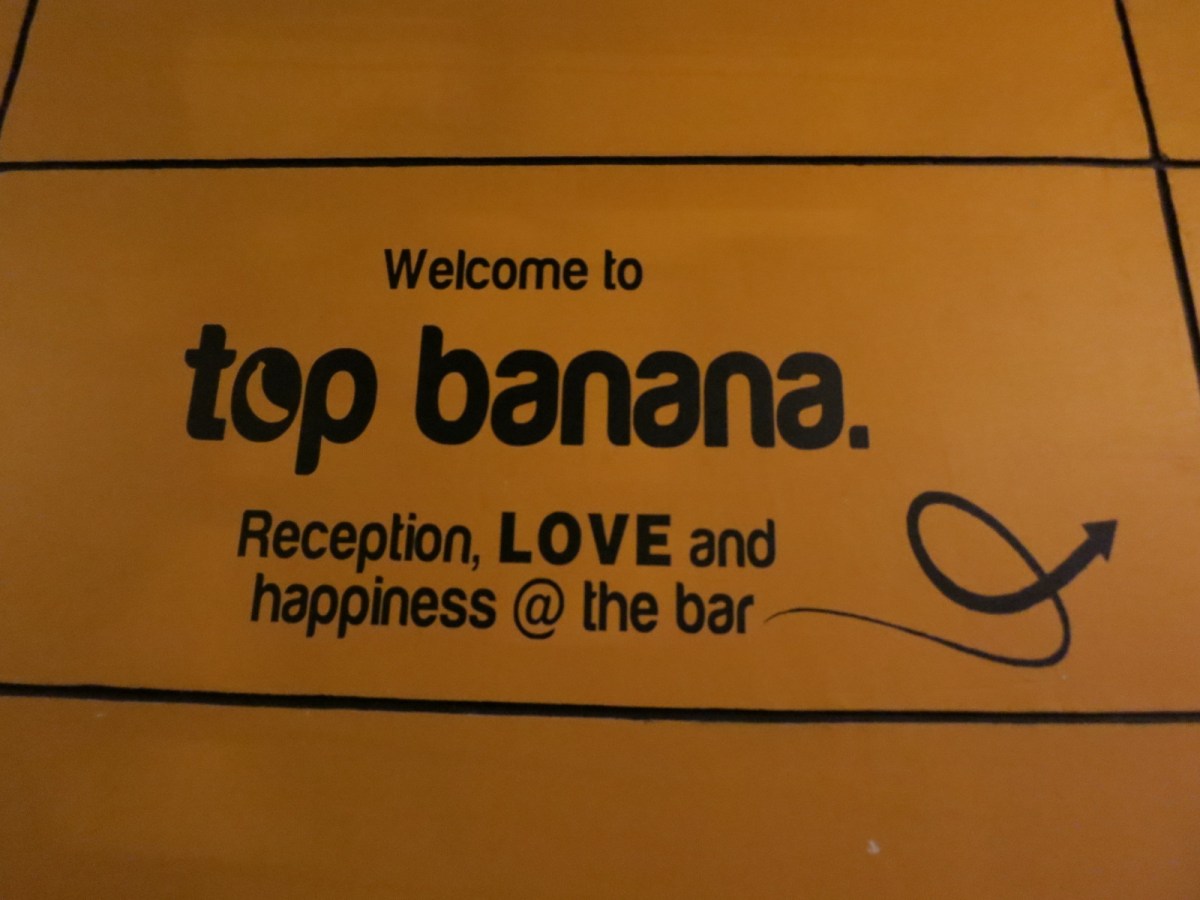 Welcome to
top banana.
Reception, LOVE and
happiness @ the bar